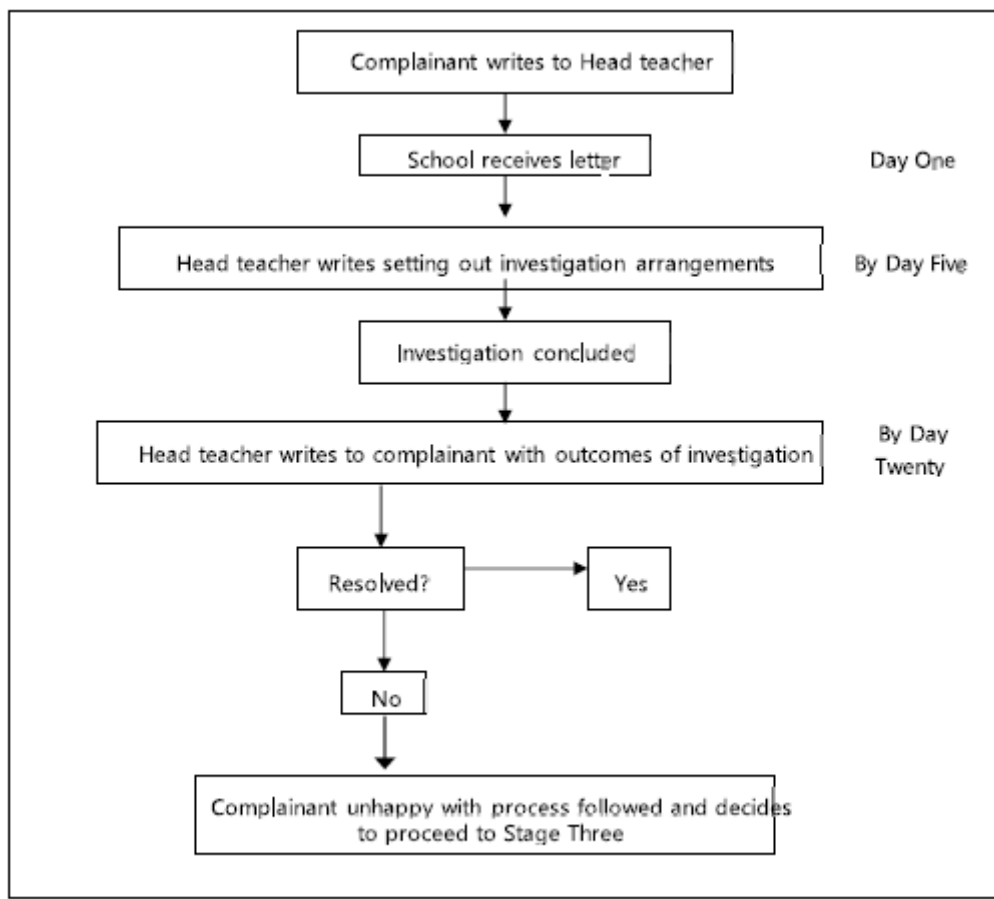 Complainant writes to Head teacher
School receives letter
Day One
Head teacher writes setting out investigation arrangements
By Day Five
Investigation concluded
Head teacher writes to complainant with outcomes of investigation
By Day
Twenty
Resolved?
Yes
No
Complainant unhappy with process followed and decides
to proceed to Stage Three